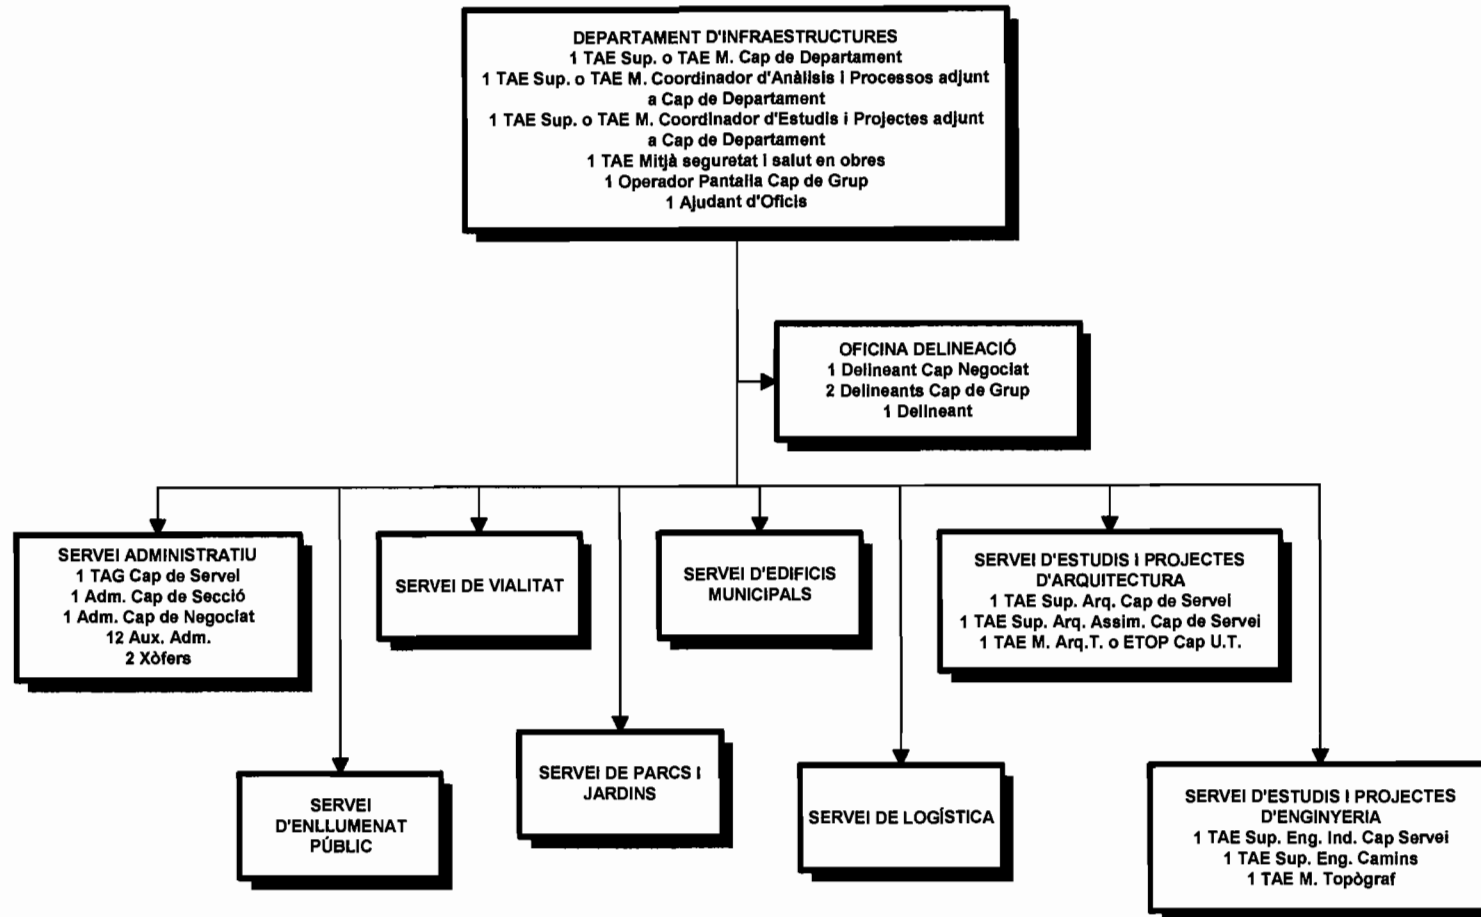 DEPARTAMENT D'INFRAESTRUCTURES
1 TAE Sup. o TAE M. Cap de Departament
1 TAE Sup. o TAE M. Coordinador d'Anàlisis i Processos adjunt
a Cap de Departament
1 TAE Sup. o TAE M. Coordinador d'Estudis i Projectes adjunt
a Cap de Departament
1 TAE Mitjà seguretat i salut en obres
1 Operador Pantalla Cap de Grup
1 Ajudant d'Oficis
OFICINA DELINEACIÓ
1 Delineant Cap Negociat
2 Delineants Cap de Grup
1 Delineant
SERVEI ADMINISTRATIU
1 TAG Cap de Servei
1 Adm. Cap de Secció
1 Adm. Cap de Negociat
12 Aux. Adm.
2 Xòfers
SERVEI DE VIALITAT
SERVEI D'EDIFICIS
MUNICIPALS
SERVEI D'ESTUDIS I PROJECTES
D'ARQUITECTURA
1 TAE Sup. Arq. Cap de Servei
1 TAE Sup. Arq. Assim. Cap de Servei
1 TAE M. Arq.T. o ETOP Cap U.T.
SERVEI
D'ENLLUMENAT
PÚBLIC
SERVEI DE PARCS I
JARDINS
SERVEI DE LOGÍSTICA
SERVEI D'ESTUDIS I PROJECTES
D'ENGINYERIA
1 TAE Sup. Eng. Ind. Cap Servei
1 TAE Sup. Eng. Camins
1 TAE M. Topògraf